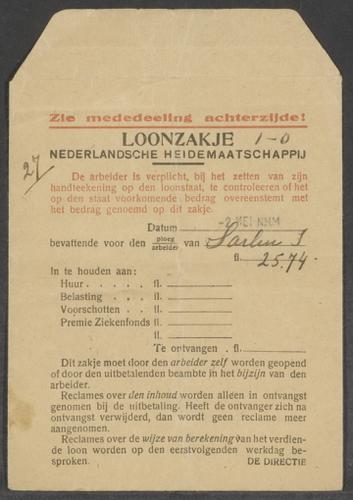 Zie mededeeling achterzijde!
LOONZAKJE 1-0
NEDERLANDSCHE HEIDEMAATSCHAPPIJ
27
De arbeider is verplicht, bij het zetten van zijn
handteekening op den loonstaat, te controleeren of het
op den staat voorkomende bedrag overeenstemt met
het bedrag genoemd op dit zakje.
Datum -2 MEI NHM
bevattende voor den ploeg arbeider van
fl. 25.74.
In te houden aan:
Huur . . . . . fl.
Belasting . . . fl.
Voorschotten . . fl.
Premie Ziekenfonds fl.
fl.
Te ontvangen . fl.
Dit zakje moet door den arbeider zelf worden geopend
of door den uitbetalenden beambte in het bijzijn van den
arbeider.
Reclames over den inhoud worden alleen in ontvangst
genomen bij de uitbetaling. Heeft de ontvanger zich na
ontvangst verwijderd, dan wordt geen reclame meer
aangenomen.
Reclames over de wijze van berekening van het verdien-
de loon worden op den eerstvolgenden werkdag be-
sproken. DE DIRECTIE